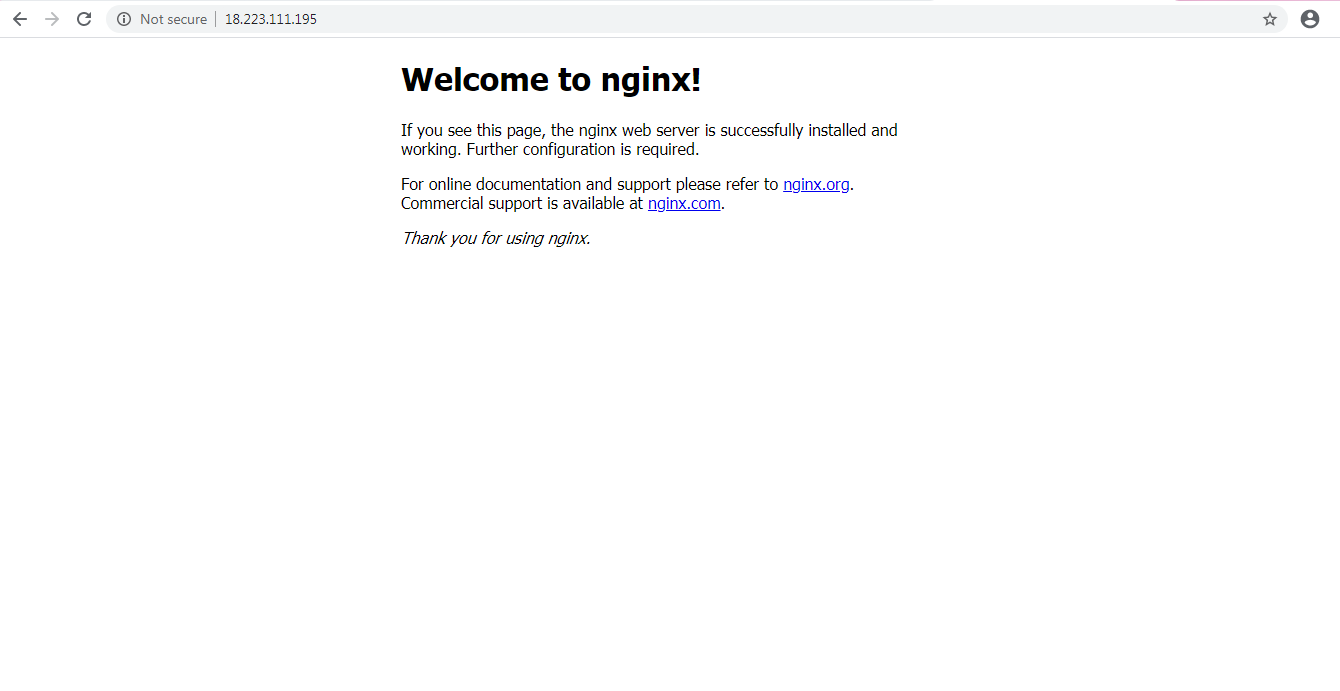 Not secure | 18.223.111.195
Welcome to nginx!
If you see this page, the nginx web server is successfully installed and
working. Further configuration is required.
For online documentation and support please refer to nginx.org.
Commercial support is available at nginx.com.
Thank you for using nginx.